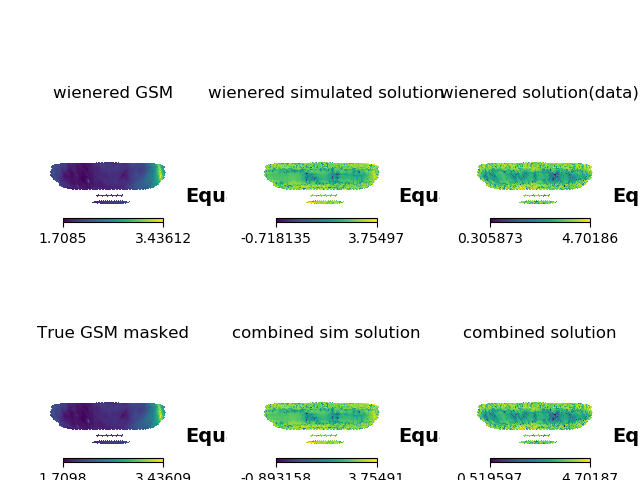 wienered GSM wienered simulated solution wienered solution(data)
Equ Equ Eq
1.7085 3.43612 -0.718135 3.75497 0.305873 4.70186
True GSM masked combined sim solution combined solution
Equ Equ Eq
1.7098 3.43609 -0.893158 3.75491 0.519597 4.70187